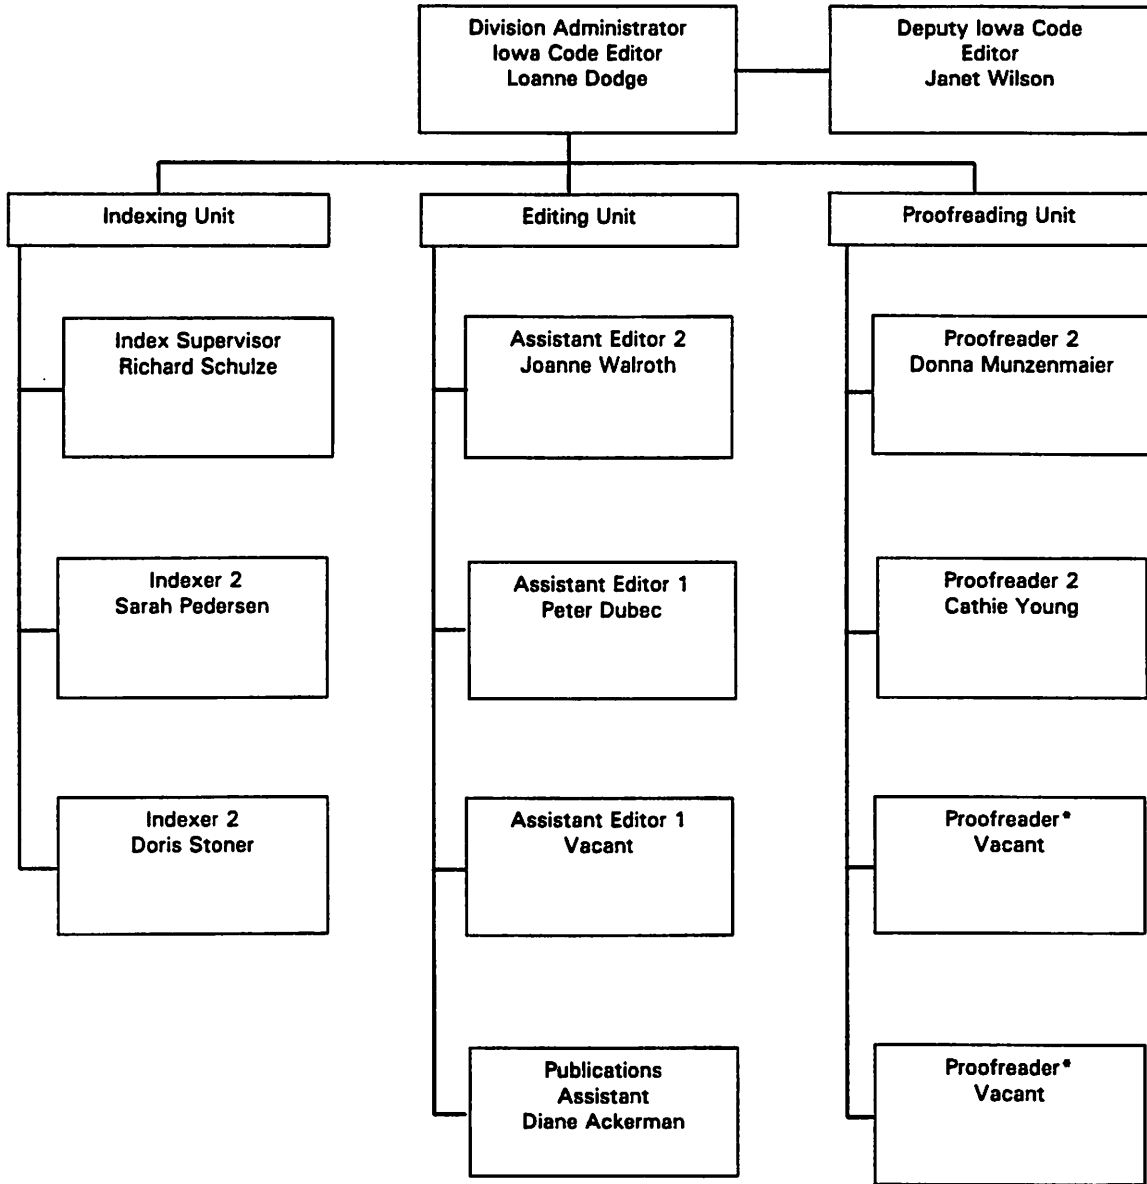 Division Administrator
Iowa Code Editor
Loanne Dodge
Deputy Iowa Code
Editor
Janet Wilson
Indexing Unit
Editing Unit
Proofreading Unit
Index Supervisor
Richard Schulze
Assistant Editor 2
Joanne Walroth
Proofreader 2
Donna Munzenmaier
Indexer 2
Sarah Pedersen
Assistant Editor 1
Peter Dubec
Proofreader 2
Cathie Young
Indexer 2
Doris Stoner
Assistant Editor 1
Vacant
Proofreader*
Vacant
Publications
Assistant
Diane Ackerman
Proofreader*
Vacant